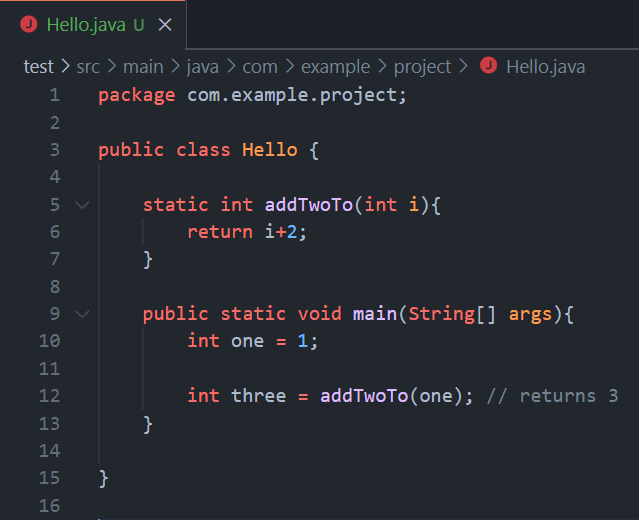 Hello.java U
test > src > main > java > com > example > project > Hello.java
1 package com.example.project;
2
3 public class Hello {
4
5     static int addTwoTo(int i){
6         return i+2;
7     }
8
9     public static void main(String[] args){
10         int one = 1;
11
12         int three = addTwoTo(one); // returns 3
13     }
14
15 }
16